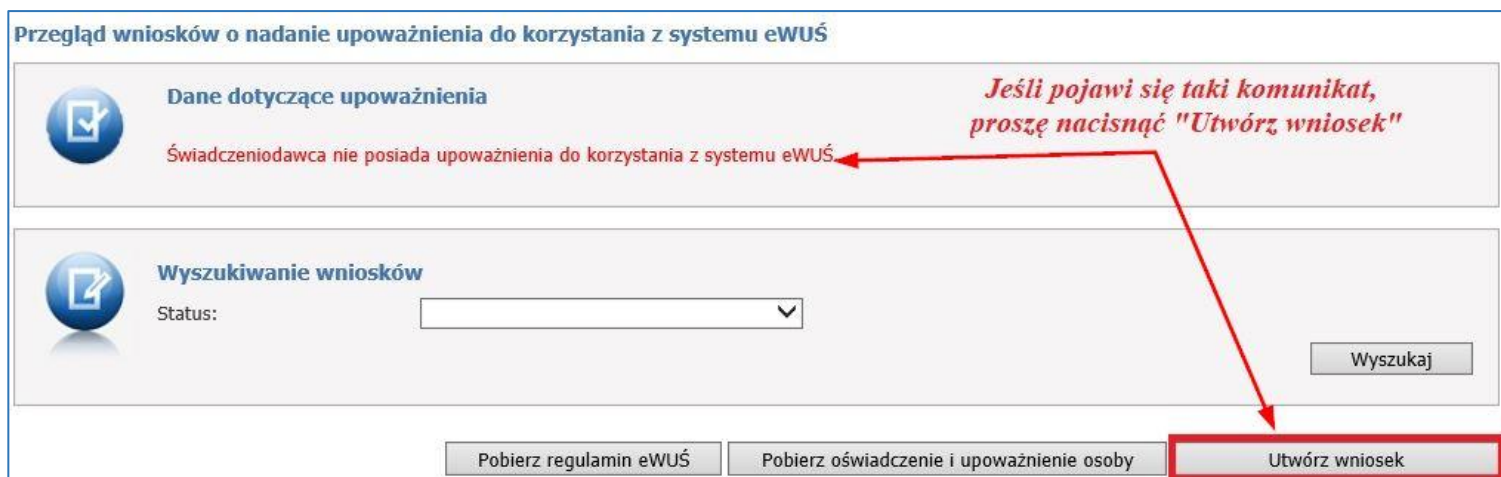 Przegląd wniosków o nadanie upoważnienia do korzystania z systemu eWUŚ
Dane dotyczące upoważnienia
Świadczeniodawca nie posiada upoważnienia do korzystania z systemu eWUŚ.
Jeśli pojawi się taki komunikat,
proszę nacisnąć "Utwórz wniosek"
Wyszukiwanie wniosków
Status:
Wyszukaj
Pobierz regulamin eWUŚ
Pobierz oświadczenie i upoważnienie osoby
Utwórz wniosek